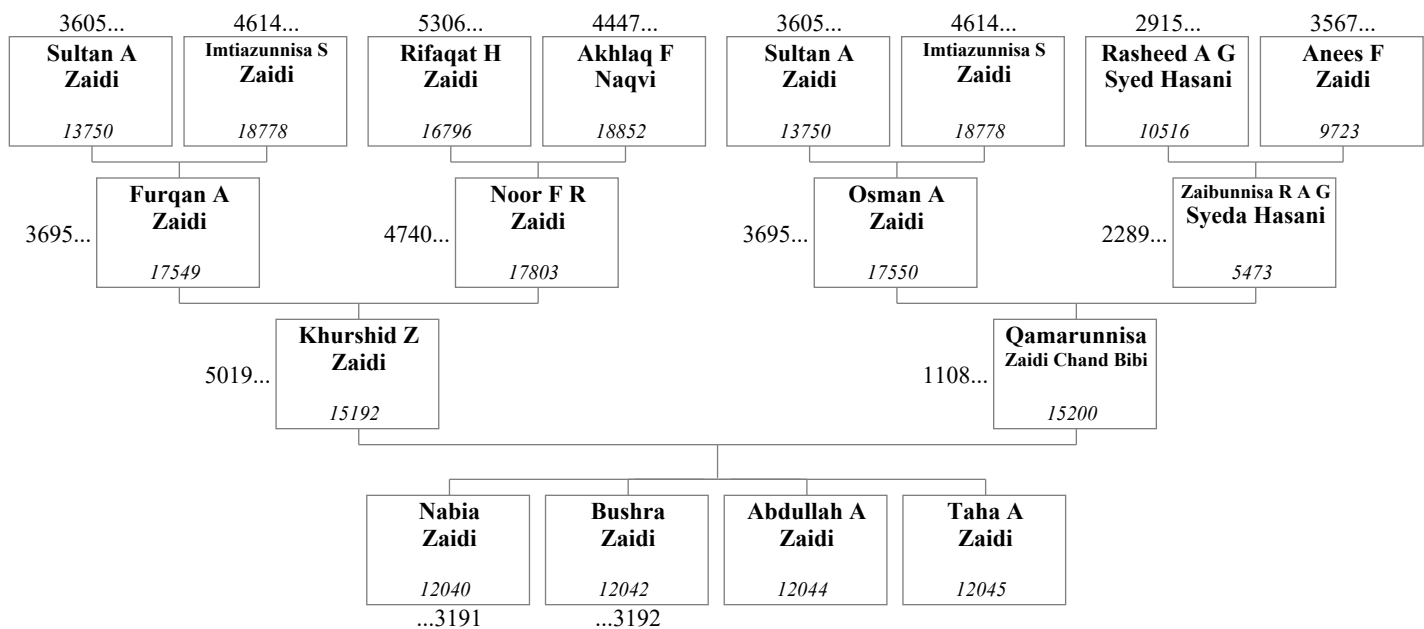 3605... 4614... 5306... 4447... 3605... 4614... 2915... 3567...
Sultan A Imtiazunnisa S Rifaqat H Akhlaq F Sultan A Imtiazunnisa S Rasheed A G Anees F
Zaidi Zaidi Zaidi Naqvi Zaidi Zaidi Syed Hasani Zaidi
13750 18778 16796 18852 13750 18778 10516 9723
Furqan A Noor F R Osman A Zaibunnisa R A G
Zaidi Zaidi Zaidi Syeda Hasani
3695... 4740... 3695... 2289...
17549 17803 17550 5473
Khurshid Z Qamarunnisa
Zaidi Zaidi Chand Bibi
5019... 1108...
15192 15200
Nabia Bushra Abdullah A Taha A
Zaidi Zaidi Zaidi Zaidi
12040 12042 12044 12045
...3191 ...3192